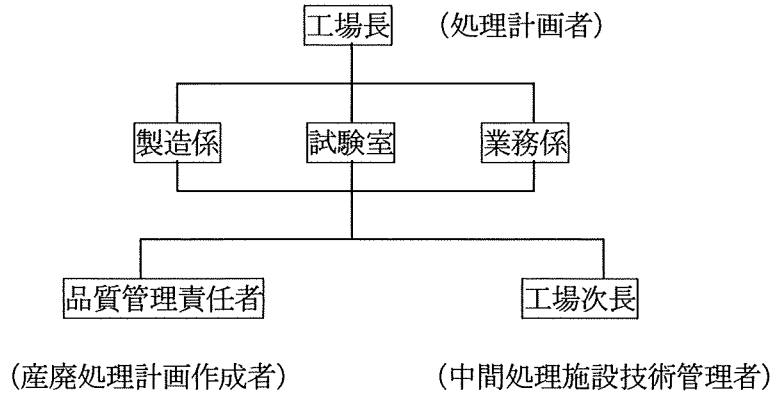 工場長 (処理計画者)
製造係 試験室 業務係
品質管理責任者 工場次長
(産廃処理計画作成者) (中間処理施設技術管理者)